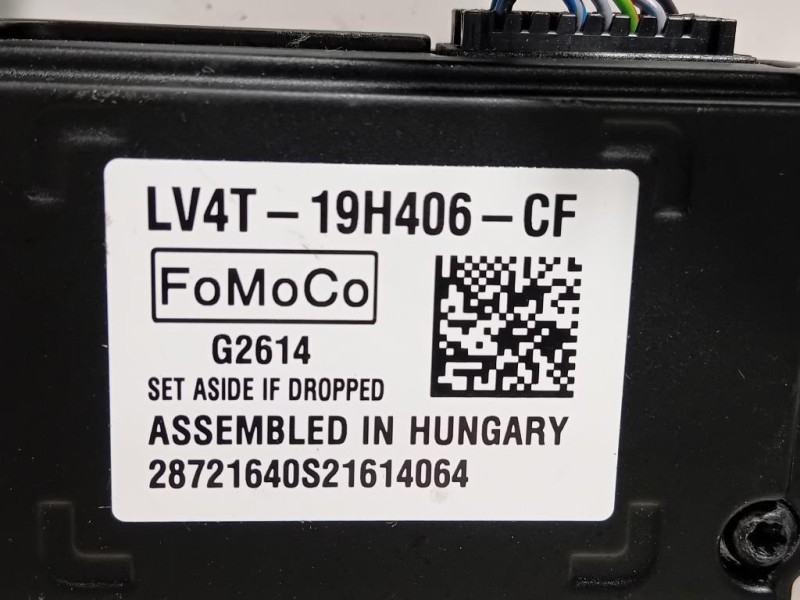 LV4T-19H406-CF
FoMoCo
G2614
SET ASIDE IF DROPPED
ASSEMBLED IN HUNGARY
28721640S21614064